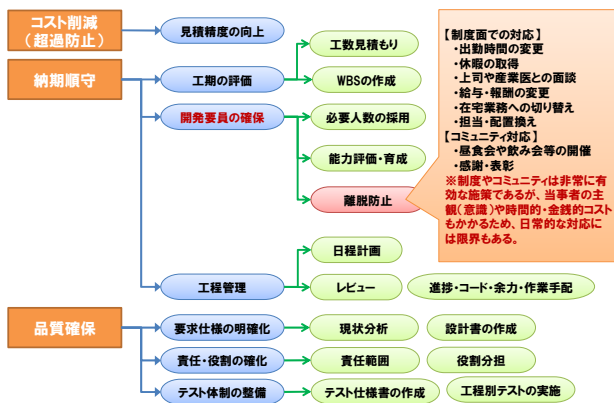 コスト削減
（超過防止）
見積精度の向上
工数見積もり
納期順守
工期の評価
WBSの作成
開発要員の確保
必要人数の採用
能力評価・育成
離脱防止
【制度面での対応】
・出勤時間の変更
・休暇の取得
・上司や産業医との面談
・給与・報酬の変更
・在宅業務への切り替え
・担当・配置換え
【コミュニティ対応】
・昼食会や飲み会等の開催
・感謝・表彰
※制度やコミュニティは非常に有
効な施策であるが、当事者の主
観（意識）や時間的・金銭的コスト
もかかるため、日常的な対応に
は限界もある。
日程計画
工程管理
レビュー
進捗・コード・余力・作業手配
品質確保
要求仕様の明確化
現状分析
設計書の作成
責任・役割の確化
責任範囲
役割分担
テスト体制の整備
テスト仕様書の作成
工程別テストの実施